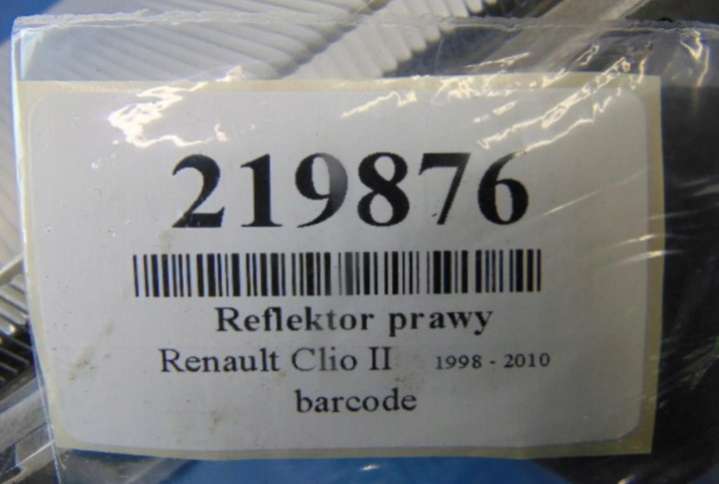 219876
Reflektor prawy
Renault Clio II 1998 - 2010
barcode